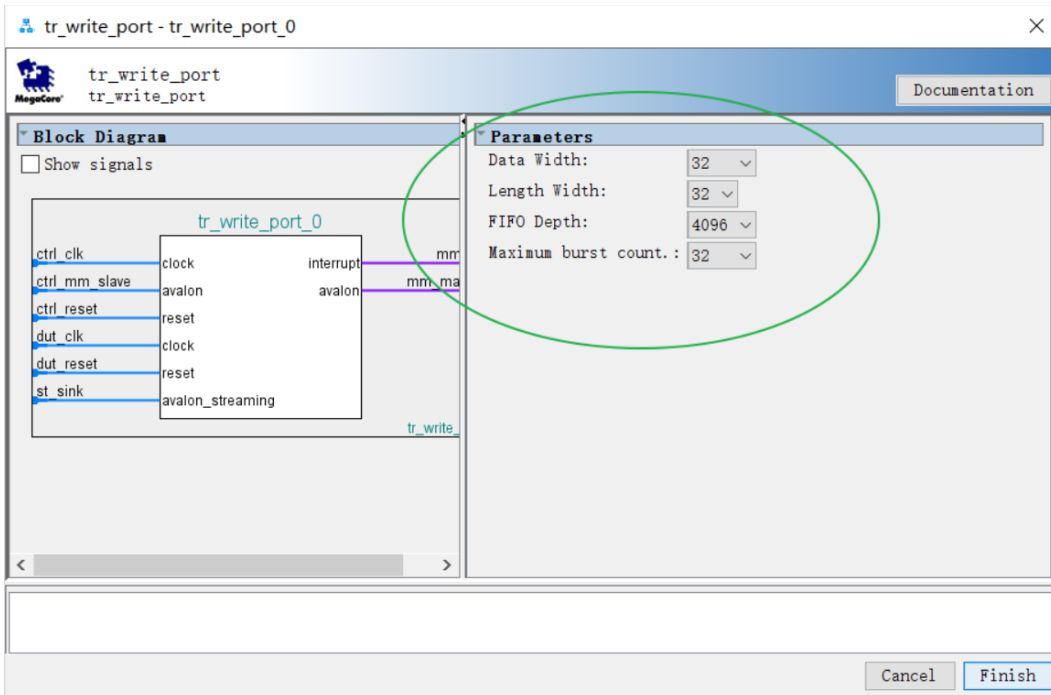 tr_write_port - tr_write_port_0
MegaCore'
tr_write_port
tr_write_port
Documentation
Block Diagram
Show signals
tr_write_port_0
ctrl_clk
clock
interrupt
mm
ctrl_mm_slave
avalon
avalon
mm_ma
ctrl_reset
reset
dut_clk
clock
dut_reset
reset
st_sink
avalon_streaming
tr_write_
Parameters
Data Width: 32
Length Width: 32
FIFO Depth: 4096
Maximum burst count.: 32
Cancel
Finish